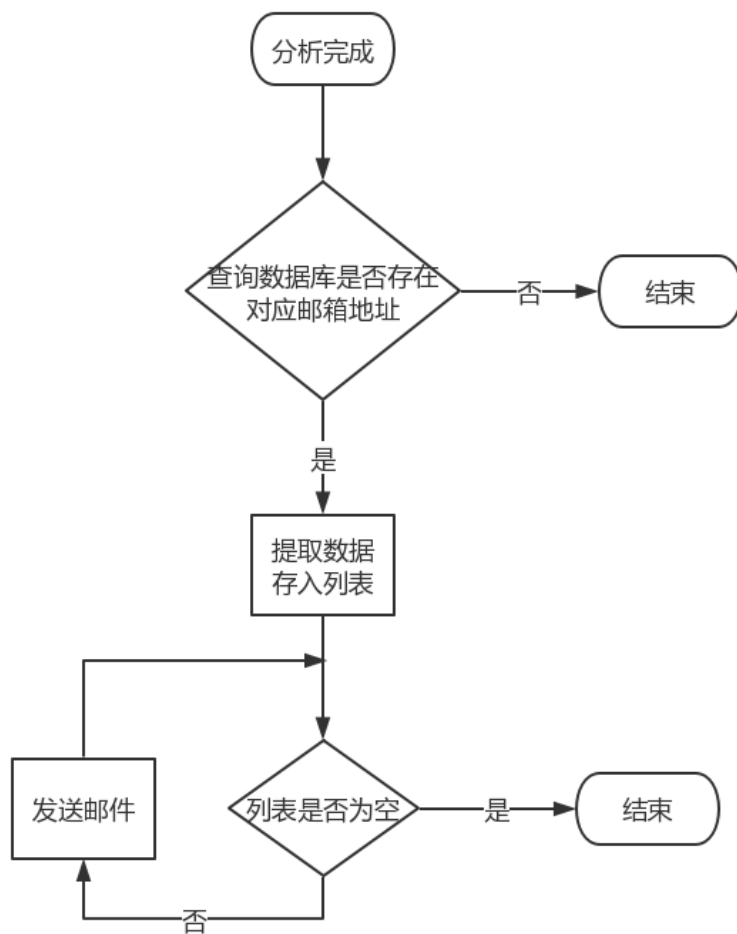 分析完成
查询数据库是否存在
对应邮箱地址
否
结束
是
提取数据
存入列表
发送邮件
列表是否为空
是
结束
否